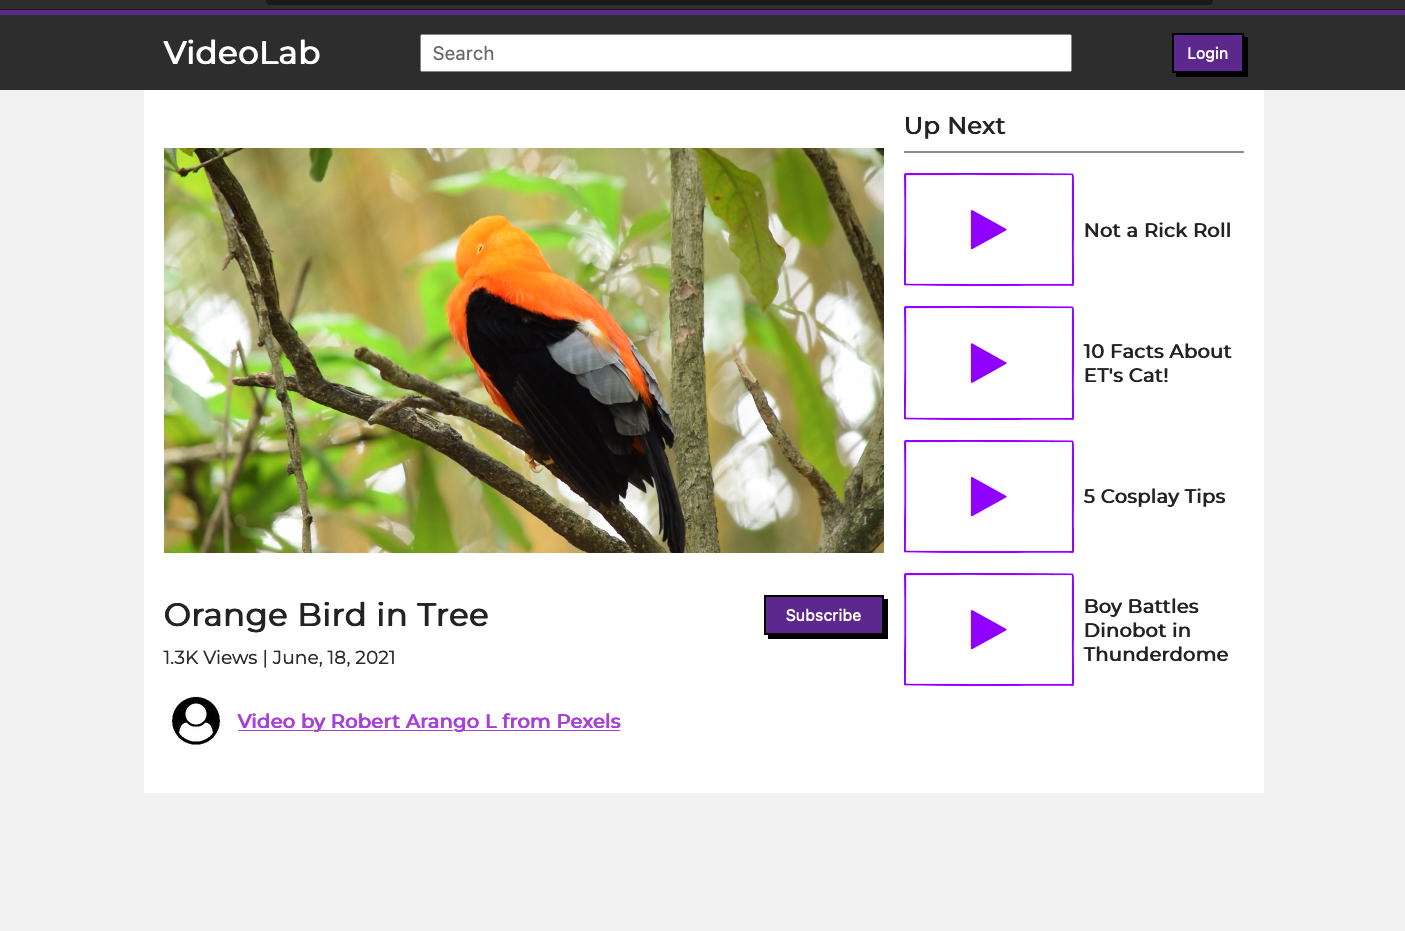 VideoLab
Search
Login
Up Next
Not a Rick Roll
10 Facts About
ET's Cat!
5 Cosplay Tips
Boy Battles
Dinobot in
Thunderdome
Orange Bird in Tree
Subscribe
1.3K Views | June, 18, 2021
Video by Robert Arango L from Pexels